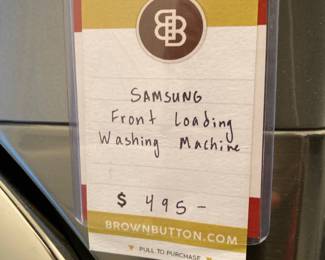 B
SAMSUNG
Front Loading
Washing Machine
$ 495-
BROWNBUTTON.COM
PULL TO PURCHASE